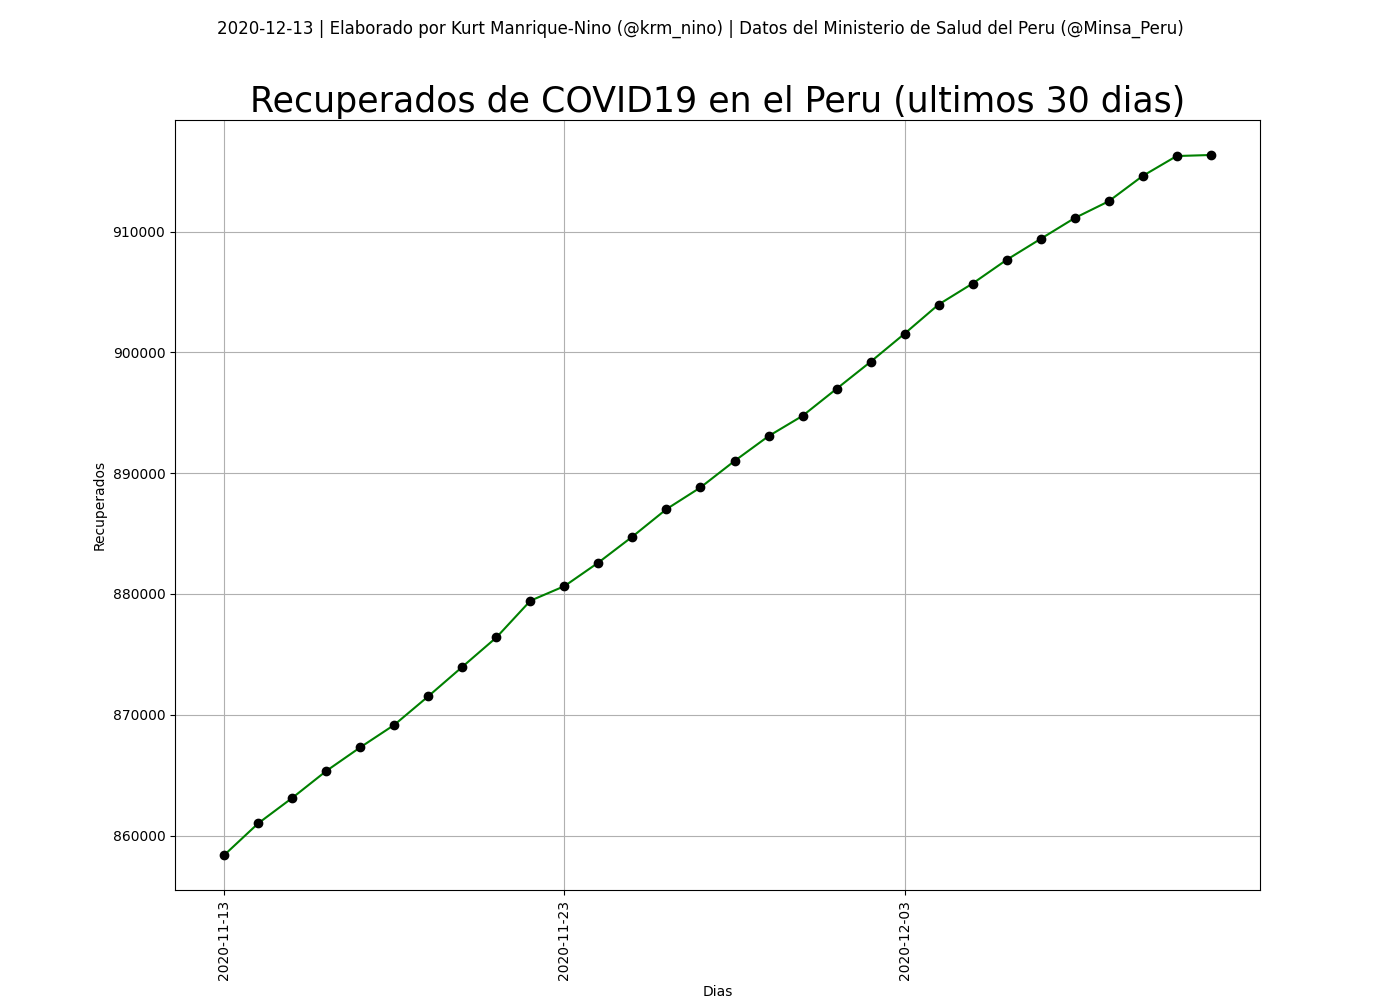 2020-12-13 | Elaborado por Kurt Manrique-Nino (@krm_nino) | Datos del Ministerio de Salud del Peru (@Minsa_Peru)
Recuperados de COVID19 en el Peru (ultimos 30 dias)
910000
900000
890000
880000
870000
860000
Recuperados
2020-11-13
2020-11-23
2020-12-03
Dias